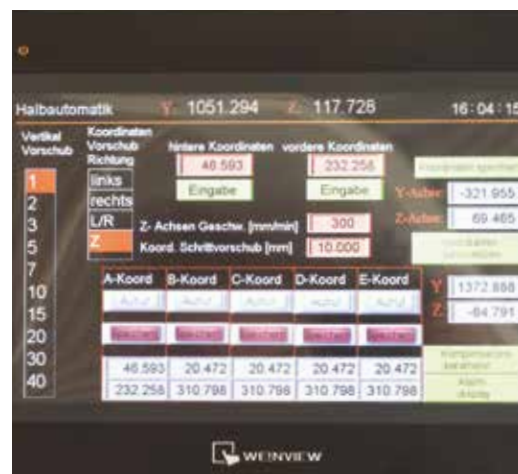 Halbautomatik Y: 1051.294 Z: 117.728 16:04:15
Vertikal Vorschub
Koordinaten Vorschub Richtung
hintere Koordinaten vordere Koordinaten
46.593 232.258
Eingabe Eingabe
1
2
3
5
7
10
15
20
30
40
links
rechts
L/R
Z
Z- Achsen Geschw. [mm/min] 300
Koord. Schrittvorschub [mm] 10.000
Y-Achse: -321.955
Z-Achse: 69.465
Y 1372.888
Z -64.791
A-Koord B-Koord C-Koord D-Koord E-Koord
46.593 20.472 20.472 20.472 20.472
232.258 310.798 310.798 310.798 310.798
WEINVIEW